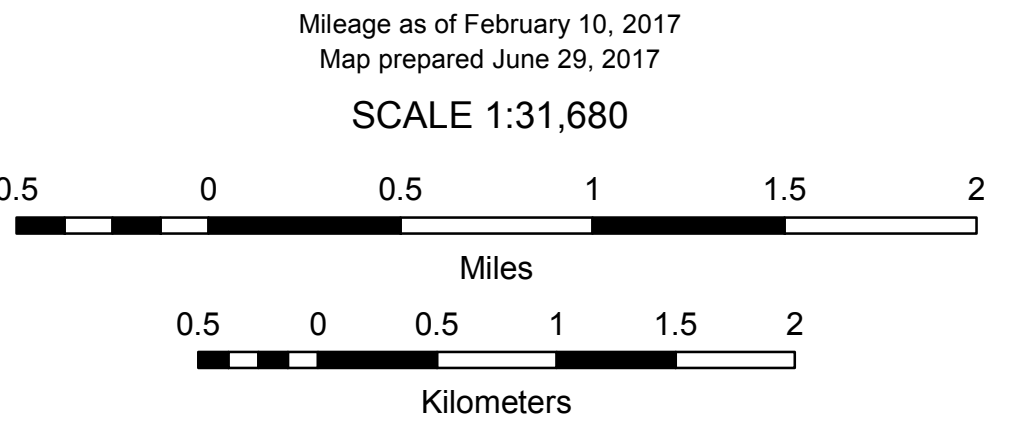 Mileage as of February 10, 2017
Map prepared June 29, 2017
SCALE 1:31,680
0.5 0 0.5 1 1.5 2
Miles
0.5 0 0.5 1 1.5 2
Kilometers